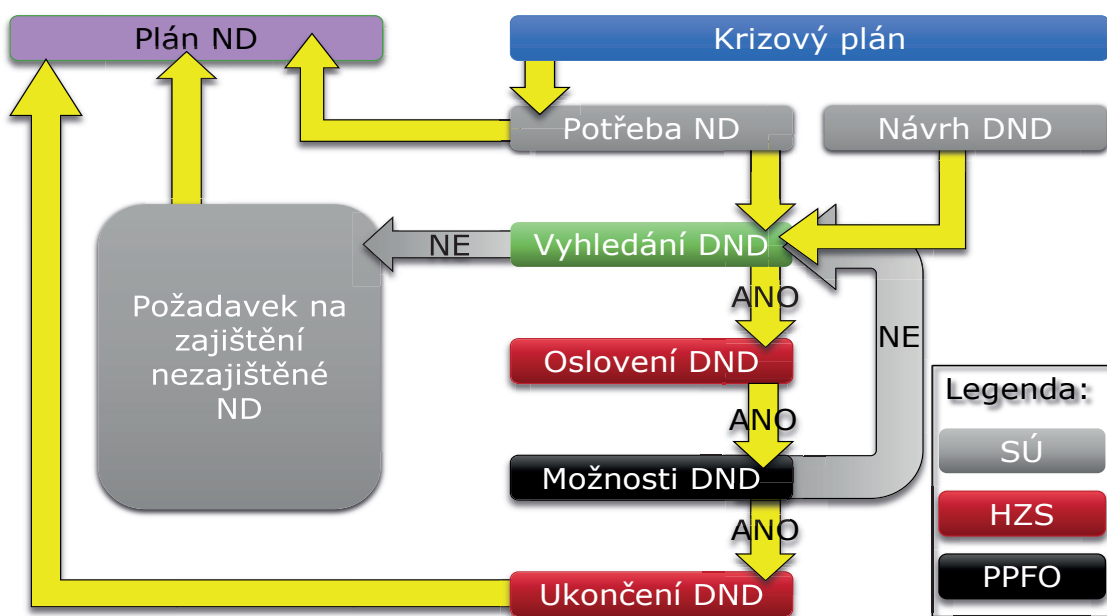 Plán ND
Krizový plán
Potřeba ND
Návrh DND
NE
Vyhledání DND
ANO
Požadavek na
zajištění
nezajištěné
ND
NE
Oslovení DND
Legenda:
ANO
SÚ
Možnosti DND
HZS
ANO
PPFO
Ukončení DND